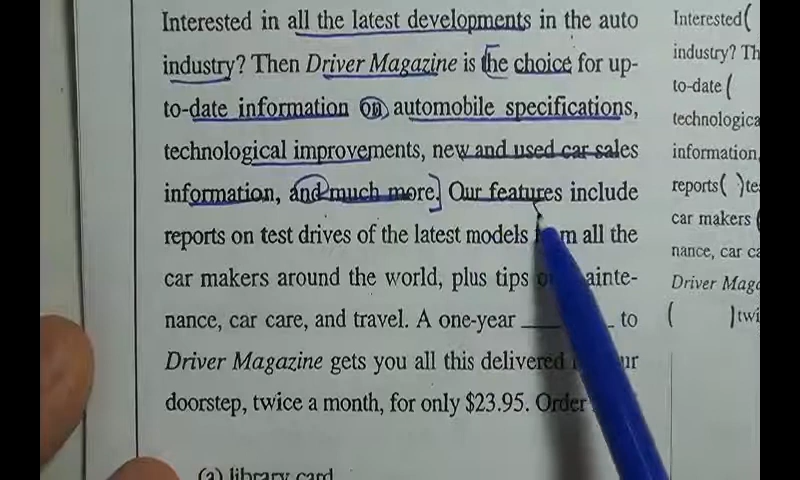 Interested in all the latest developments in the auto
industry? Then Driver Magazine is the choice for up-
to-date information on automobile specifications,
technological improvements, new and used car sales
information, and much more. Our features include
reports on test drives of the latest models from all the
car makers around the world, plus tips on mainte-
nance, car care, and travel. A one-year ____ to
Driver Magazine gets you all this delivered
doorstep, twice a month, for only $23.95. Order
(a) library card
Interested(
industry? Th
to-date (
technologica
information,
reports( )te
car makers (
nance, car ca
Driver Maga
( )twi